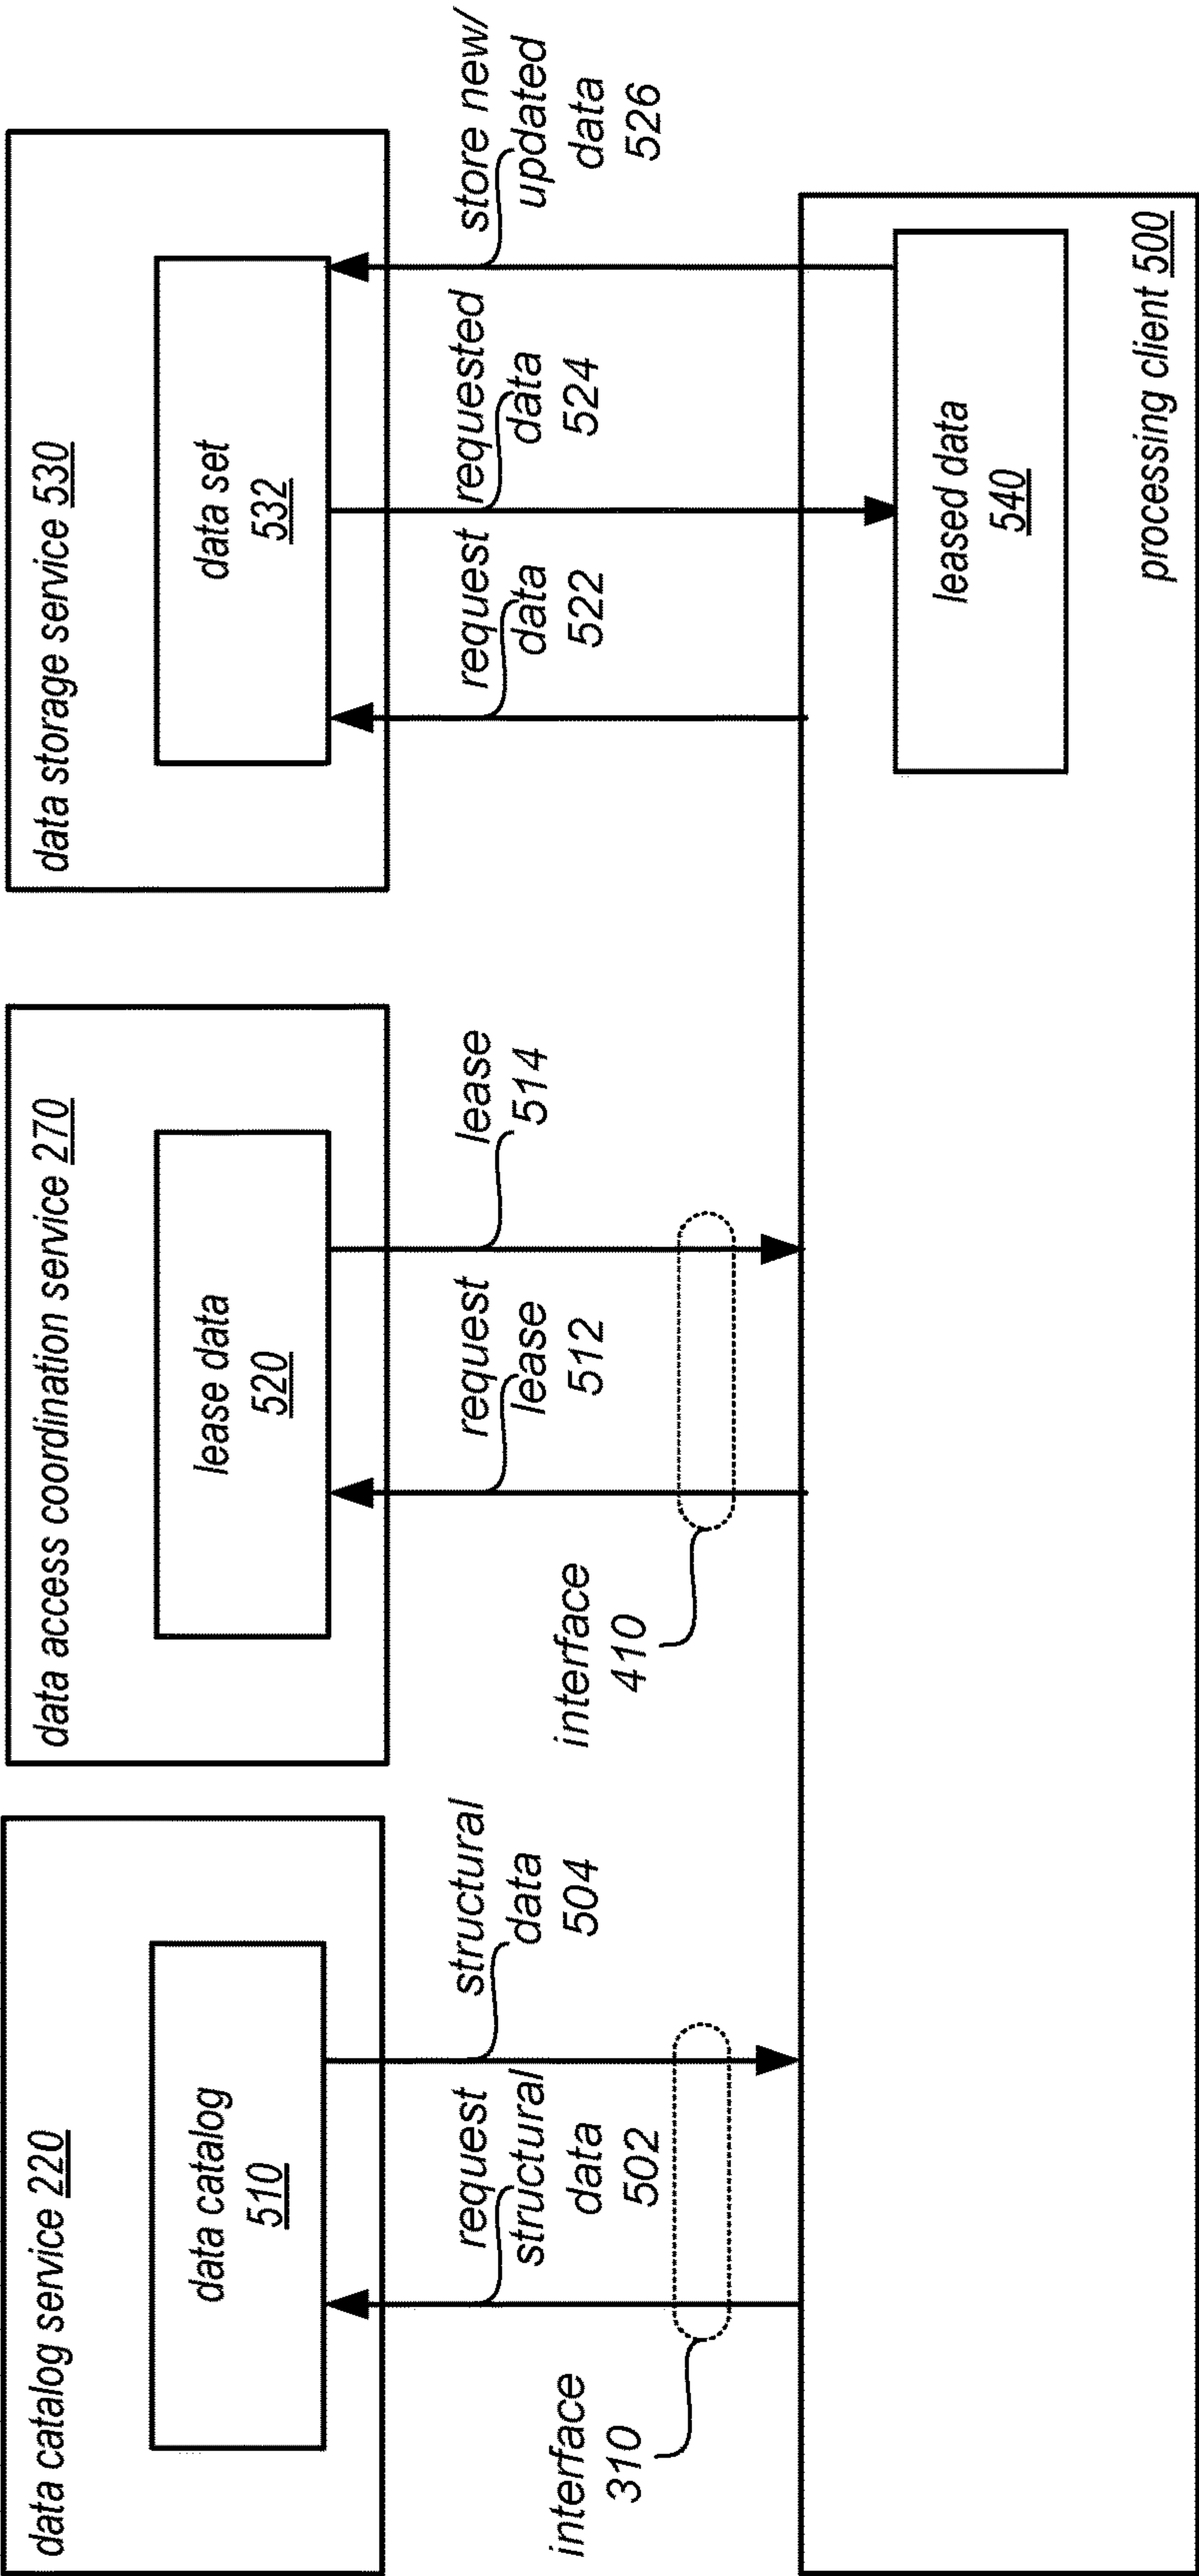 data catalog service 220
data catalog
510
request
structural
data
502
structural
data
504
interface
310
data access coordination service 270
lease data
520
request
lease
512
lease
514
interface
410
data storage service 530
data set
532
request
data
522
requested
data
524
store new/
updated
data
526
leased data
540
processing client 500